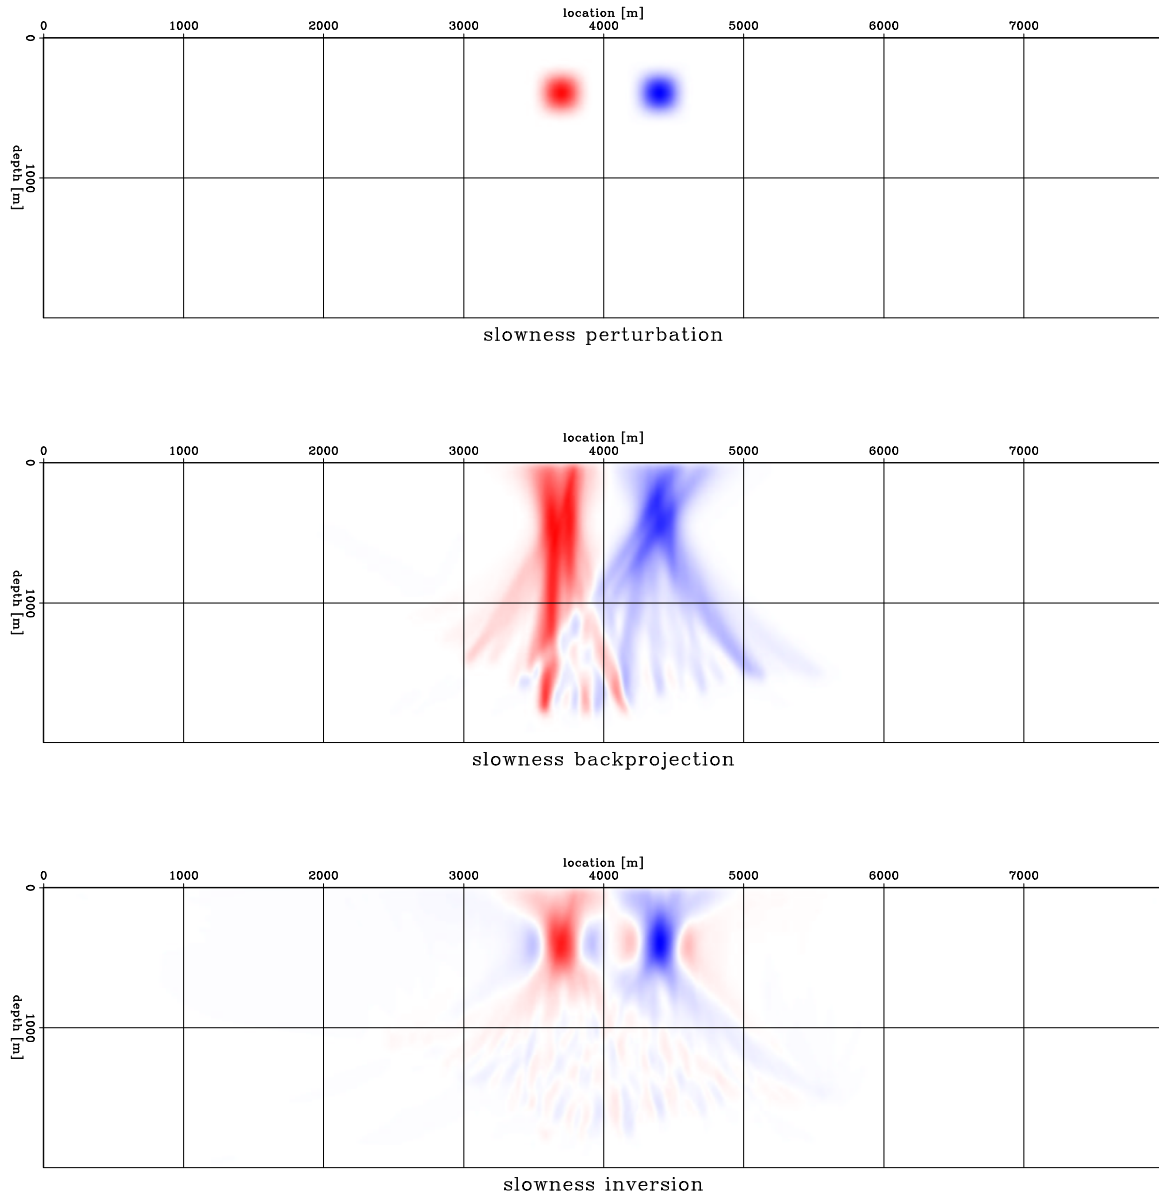 location [m]
0 1000 2000 3000 4000 5000 6000 7000
0
depth [m]
1000
slowness perturbation
location [m]
0 1000 2000 3000 4000 5000 6000 7000
0
depth [m]
1000
slowness backprojection
location [m]
0 1000 2000 3000 4000 5000 6000 7000
0
depth [m]
1000
slowness inversion